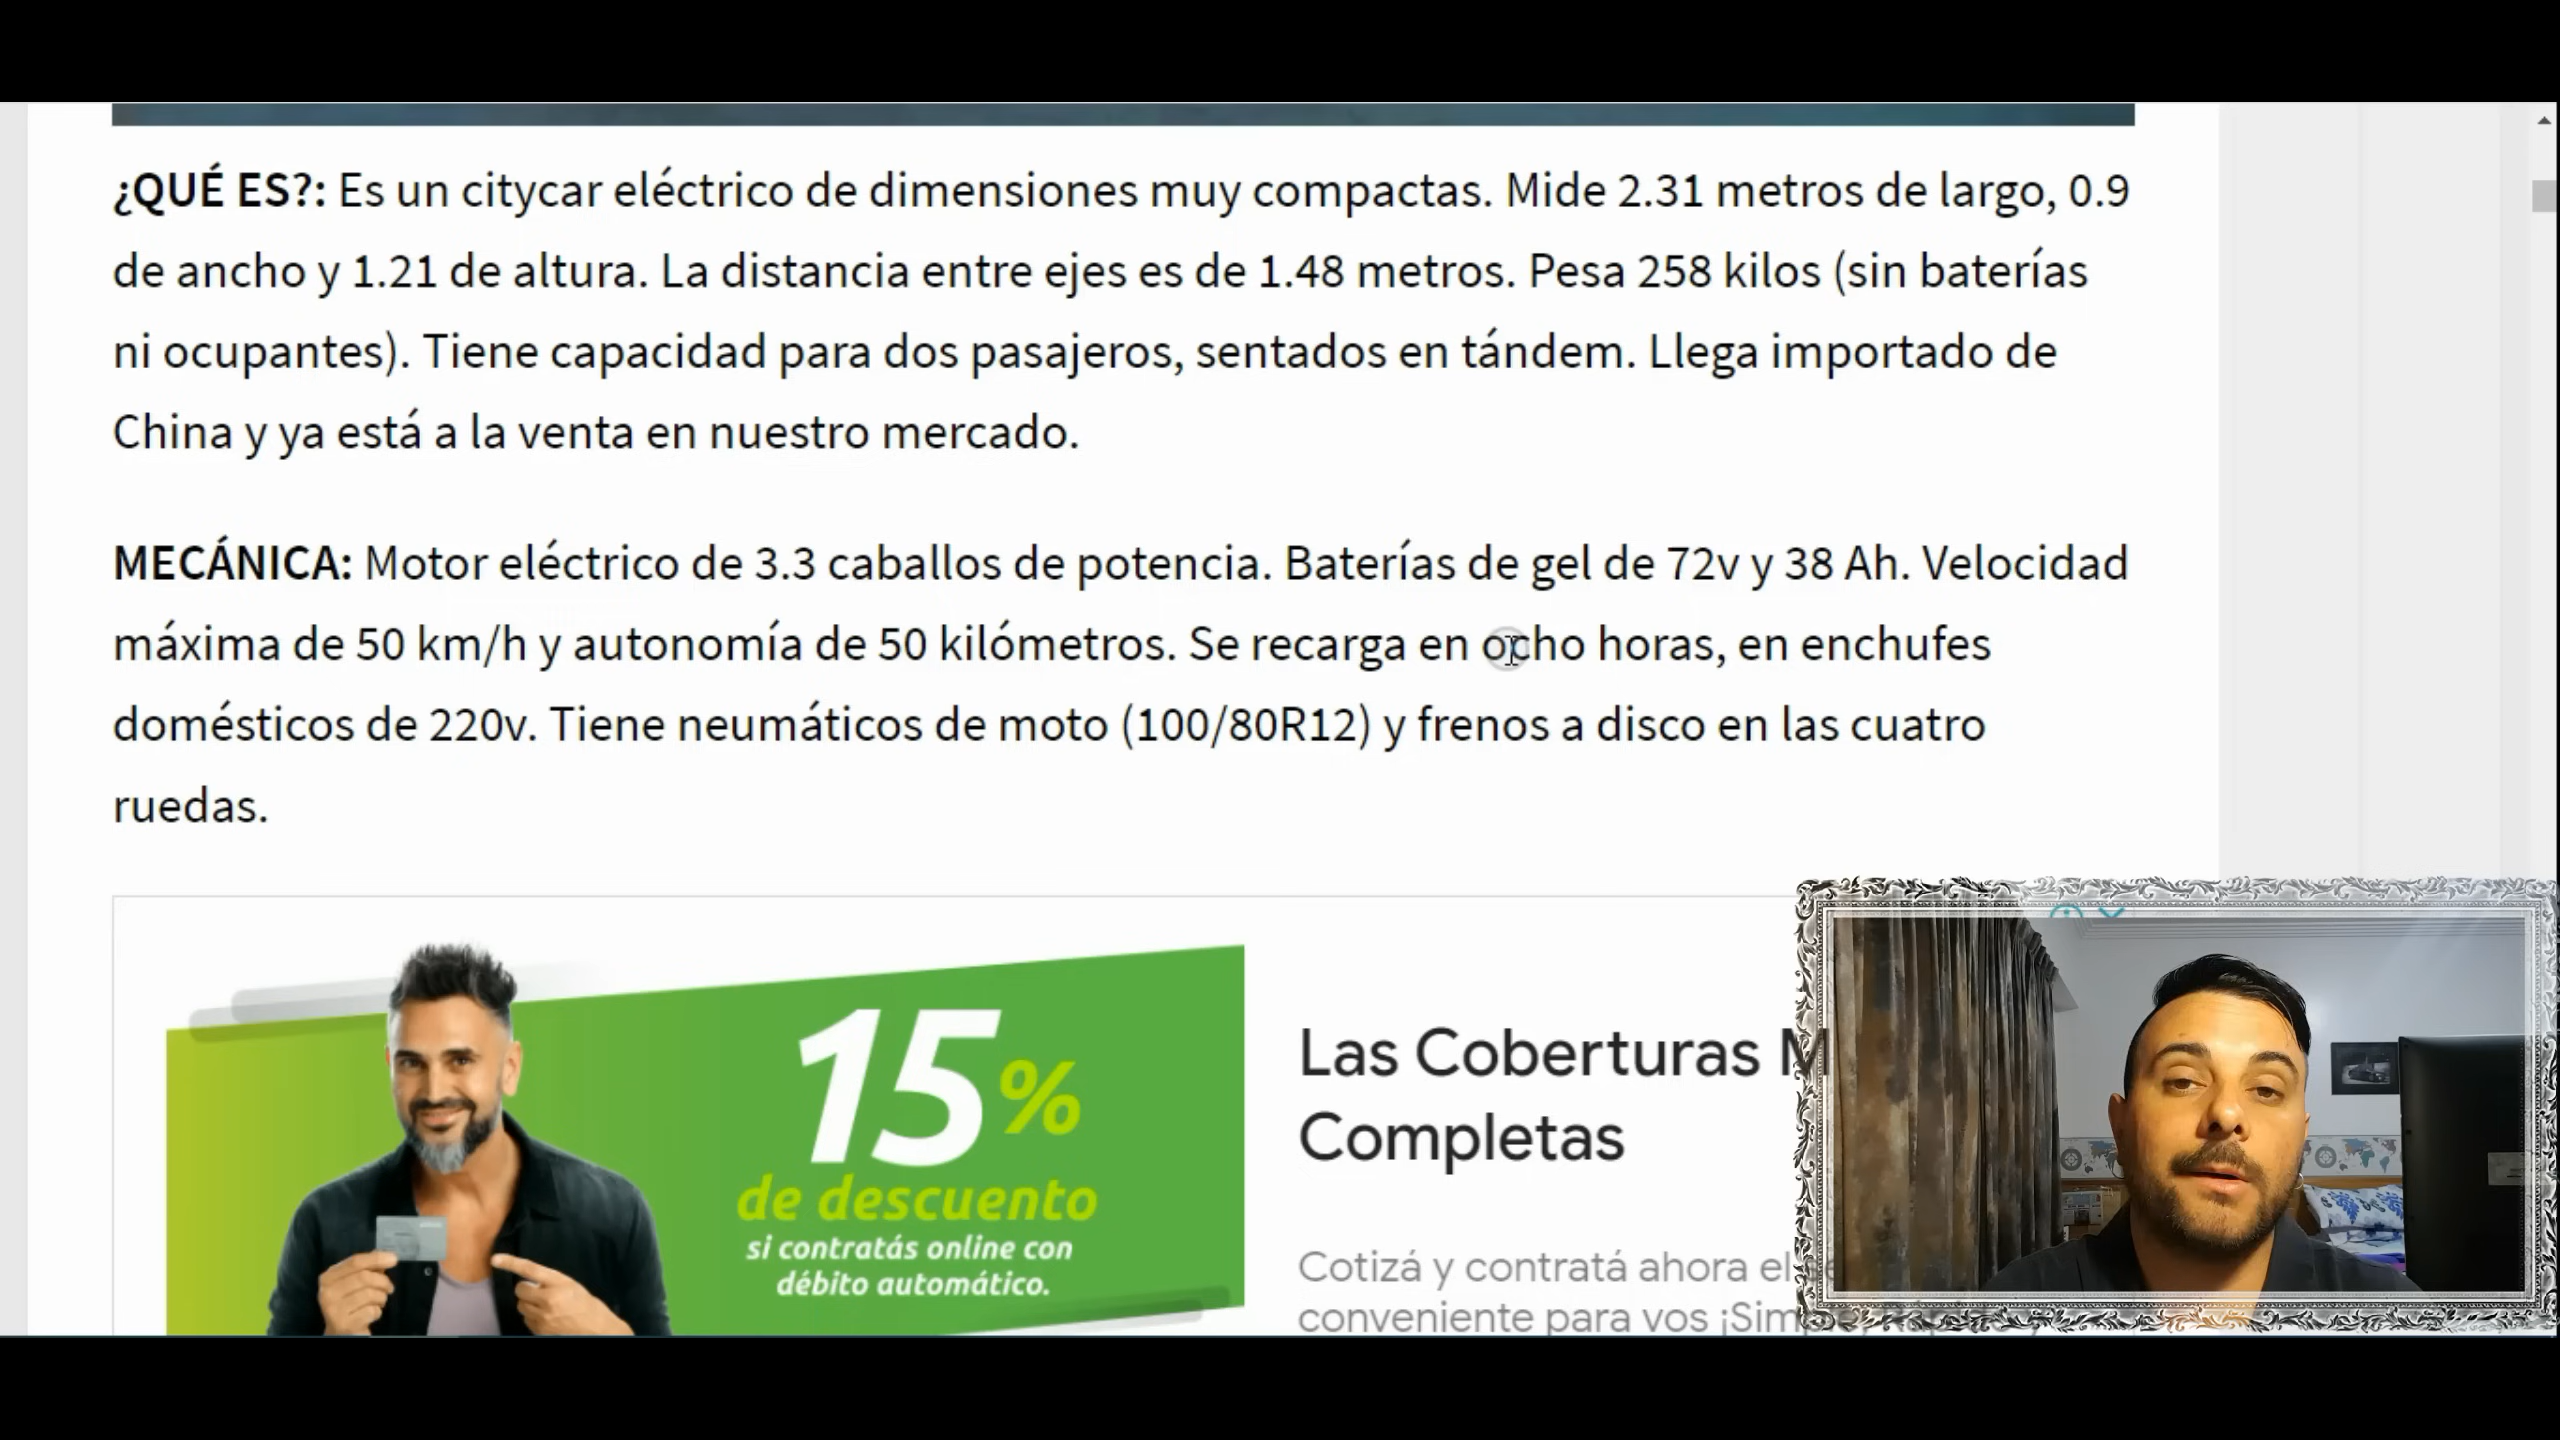 ¿QUÉ ES?: Es un citycar eléctrico de dimensiones muy compactas. Mide 2.31 metros de largo, 0.9
de ancho y 1.21 de altura. La distancia entre ejes es de 1.48 metros. Pesa 258 kilos (sin baterías
ni ocupantes). Tiene capacidad para dos pasajeros, sentados en tándem. Llega importado de
China y ya está a la venta en nuestro mercado.
MECÁNICA: Motor eléctrico de 3.3 caballos de potencia. Baterías de gel de 72v y 38 Ah. Velocidad
máxima de 50 km/h y autonomía de 50 kilómetros. Se recarga en ocho horas, en enchufes
domésticos de 220v. Tiene neumáticos de moto (100/80R12) y frenos a disco en las cuatro
ruedas.
15%
de descuento
si contratás online con
débito automático.
Las Coberturas
Completas
Cotizá y contratá ahora el
conveniente para vos